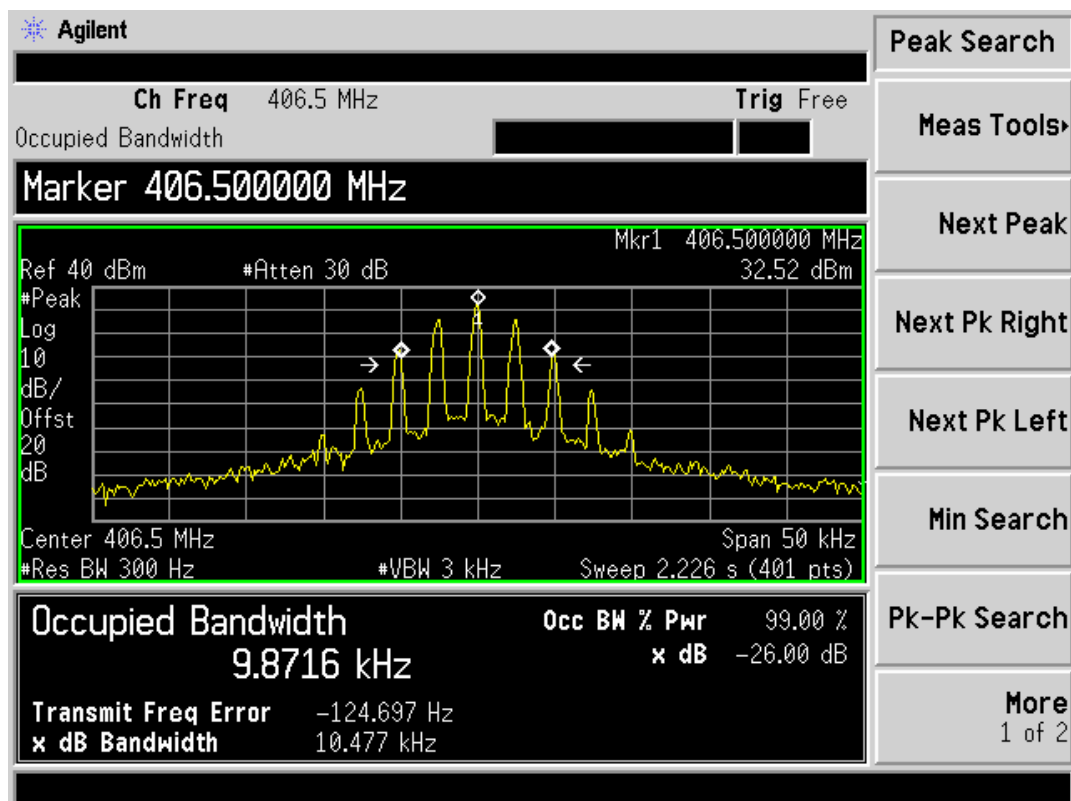 Agilent
Peak Search
Ch Freq 406.5 MHz Trig Free
Occupied Bandwidth
Meas Tools
Marker 406.500000 MHz
Next Peak
Mkr1 406.500000 MHz
Ref 40 dBm #Atten 30 dB 32.52 dBm
#Peak
Log
10
dB/
Offst
20
dB
1
Next Pk Right
Next Pk Left
Min Search
Center 406.5 MHz Span 50 kHz
#Res BW 300 Hz #VBW 3 kHz Sweep 2.226 s (401 pts)
Occupied Bandwidth
9.8716 kHz
Occ BW % Pwr 99.00 %
x dB -26.00 dB
Pk-Pk Search
Transmit Freq Error -124.697 Hz
x dB Bandwidth 10.477 kHz
More
1 of 2